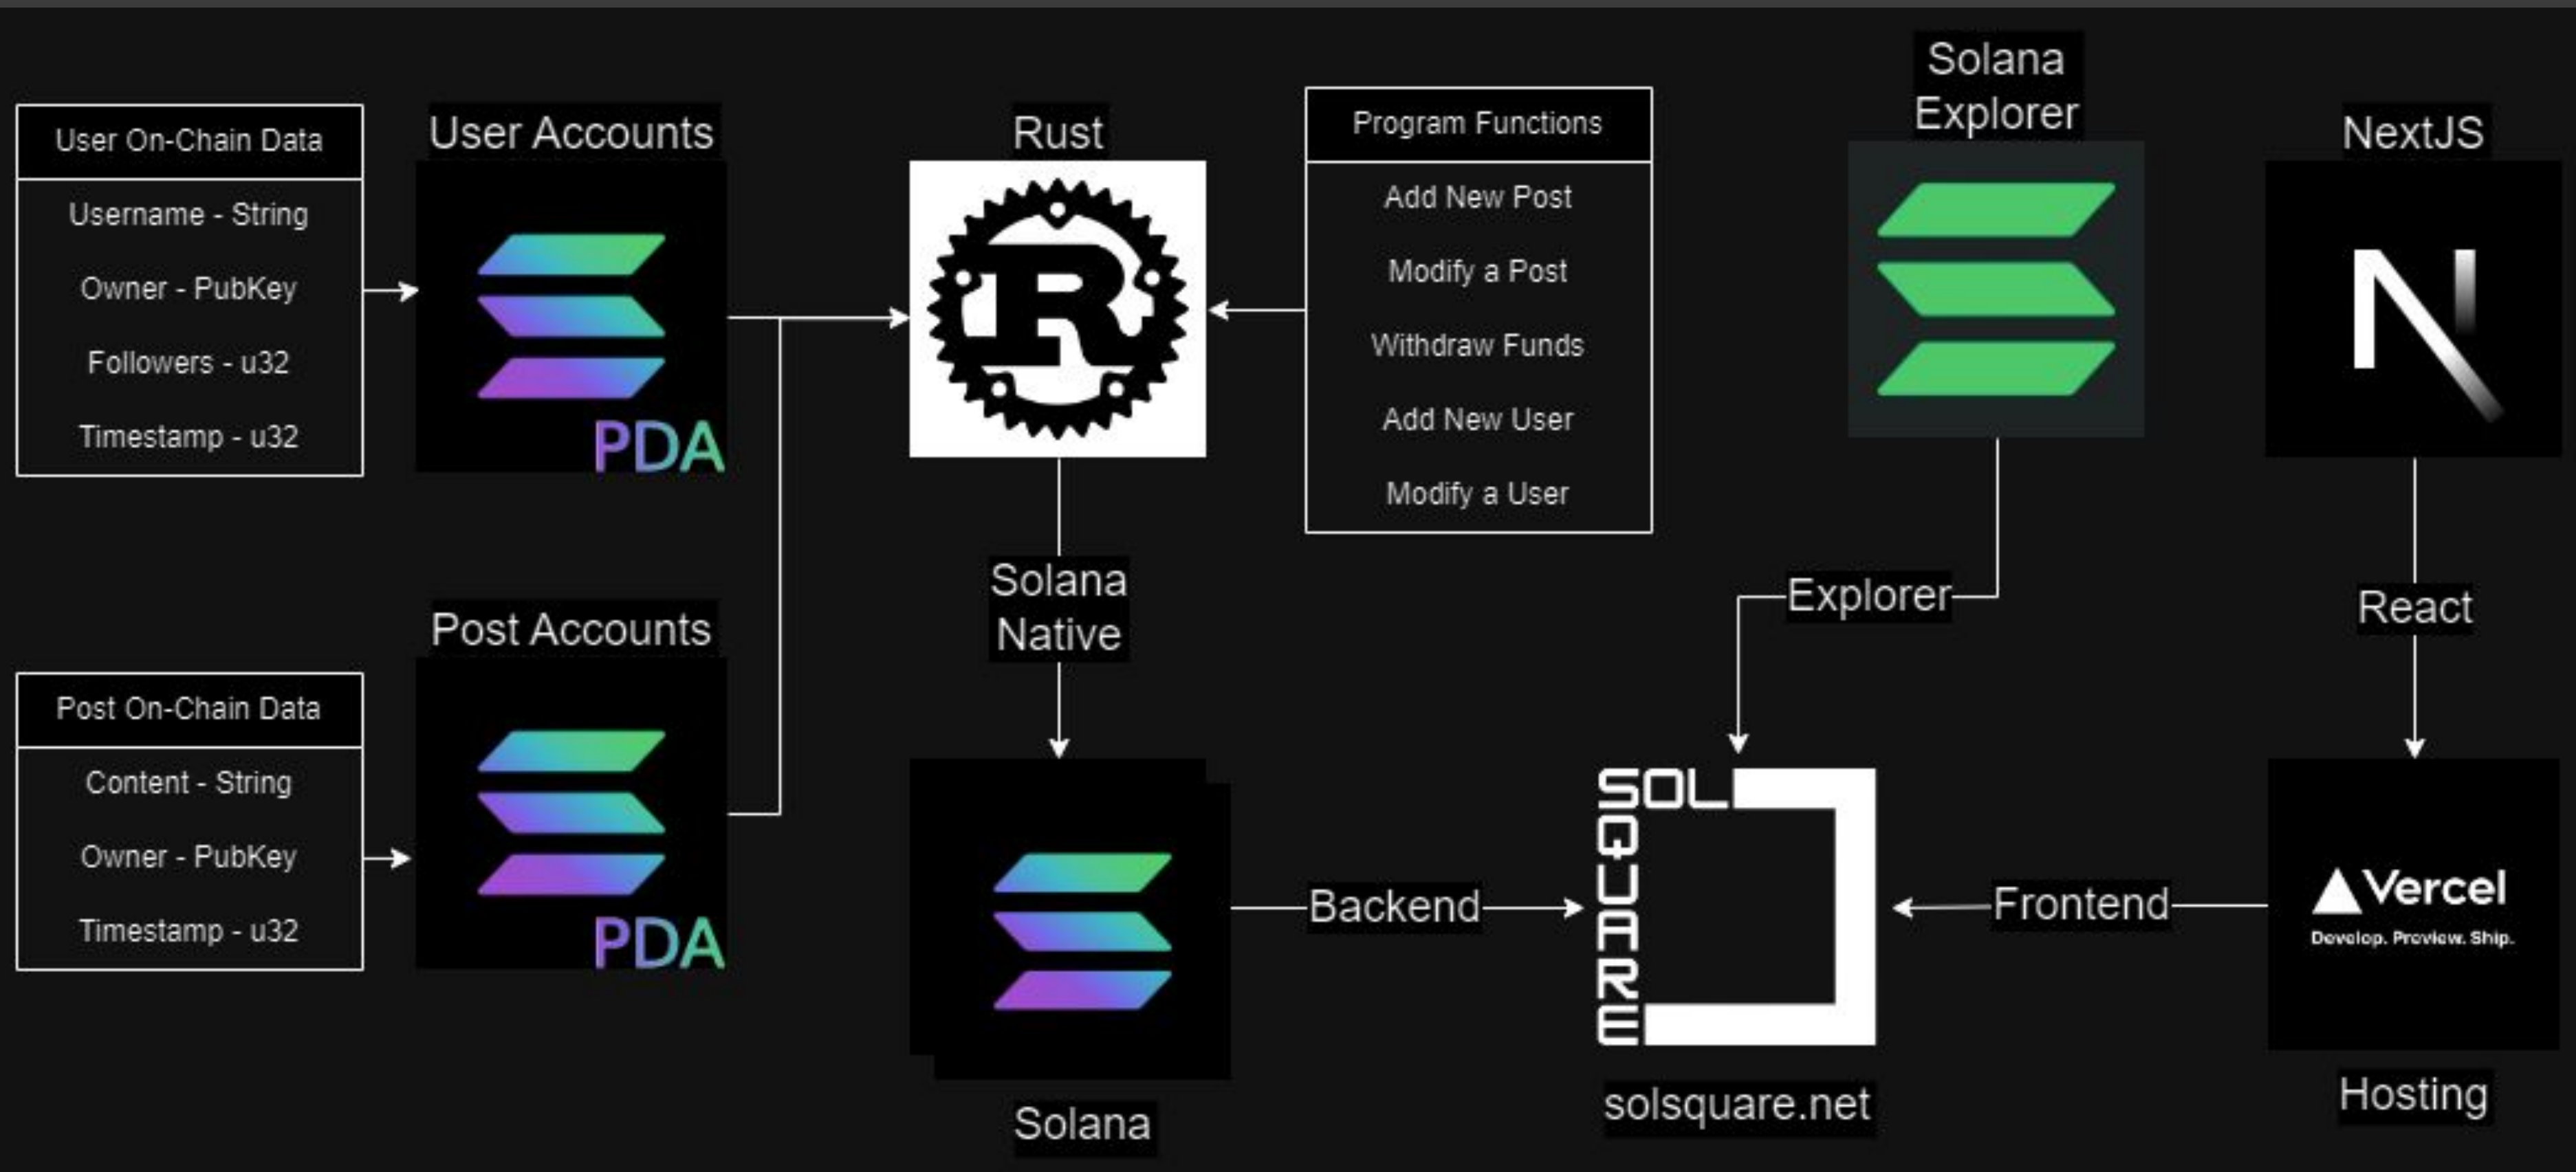 User On-Chain Data
Username - String
Owner - PubKey
Followers - u32
Timestamp - u32
User Accounts
PDA
Post On-Chain Data
Content - String
Owner - PubKey
Timestamp - u32
Post Accounts
PDA
Rust
R
Solana
Native
Solana
Program Functions
Add New Post
Modify a Post
Withdraw Funds
Add New User
Modify a User
Backend
Solana
Explorer
Explorer
SOL
SQUARE
solsquare.net
Frontend
NextJS
N
React
Vercel
Develop. Preview. Ship.
Hosting